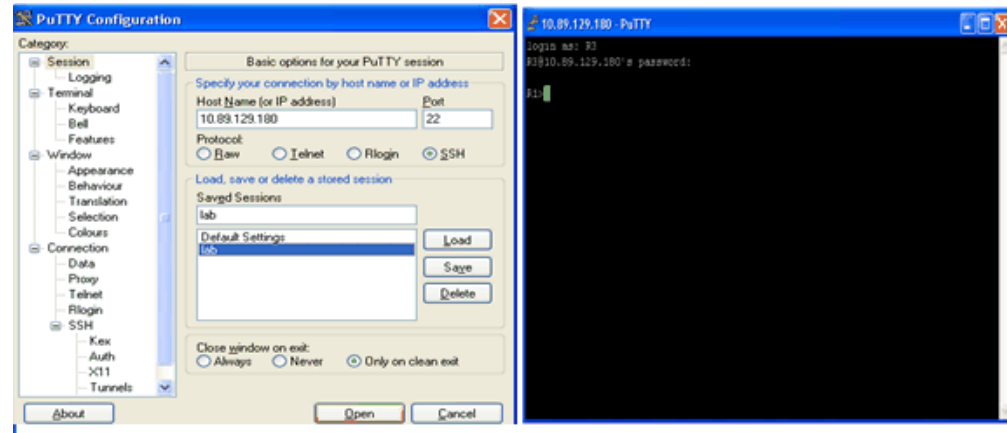 PuTTY Configuration
Category:
Session
Logging
Terminal
Keyboard
Bell
Features
Window
Appearance
Behaviour
Translation
Selection
Colours
Connection
Data
Proxy
Telnet
Rlogin
SSH
Kex
Auth
X11
Tunnels
Basic options for your PuTTY session
Specify your connection by host name or IP address
Host Name (or IP address) Port
10.89.129.180 22
Protocol:
Raw Telnet Rlogin SSH
Load, save or delete a stored session
Saved Sessions
lab
Default Settings
lab
Load
Save
Delete
Close window on exit:
Always Never Only on clean exit
About Open Cancel
10.89.129.180 - PuTTY
login as: R3
R3@10.89.129.180's password:
R1>